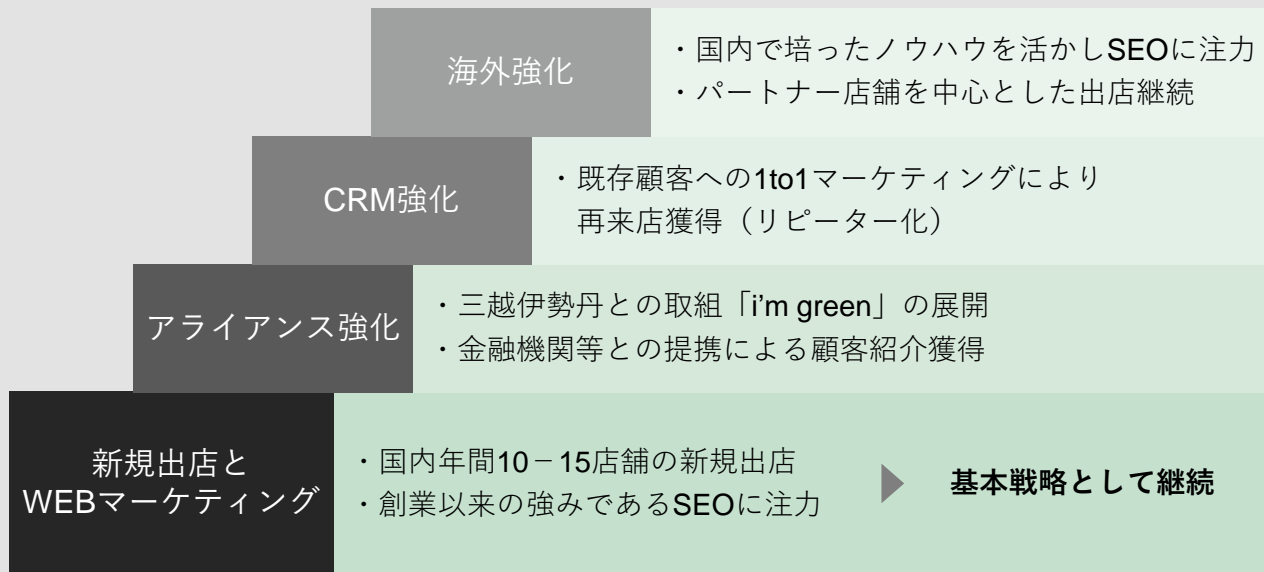 海外強化
・国内で培ったノウハウを活かしSEOに注力
・パートナー店舗を中心とした出店継続
CRM強化
・既存顧客への1to1マーケティングにより
再来店獲得（リピーター化）
アライアンス強化
・三越伊勢丹との取組「i'm green」の展開
・金融機関等との提携による顧客紹介獲得
新規出店と
WEBマーケティング
・国内年間10－15店舗の新規出店
・創業以来の強みであるSEOに注力
基本戦略として継続